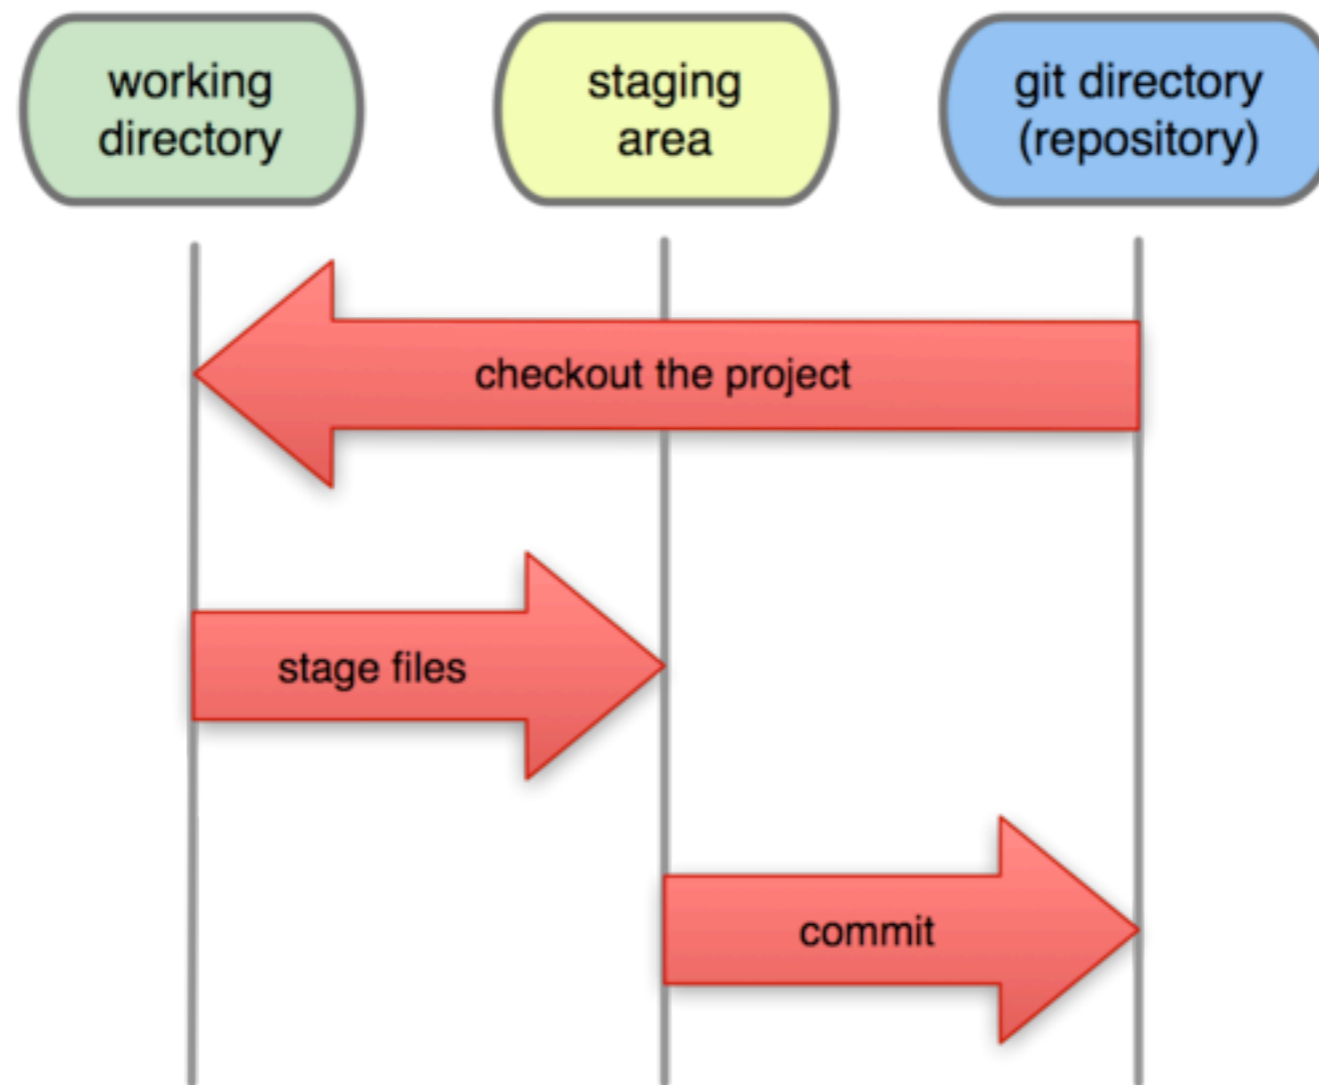 working
directory
staging
area
git directory
(repository)
checkout the project
stage files
commit